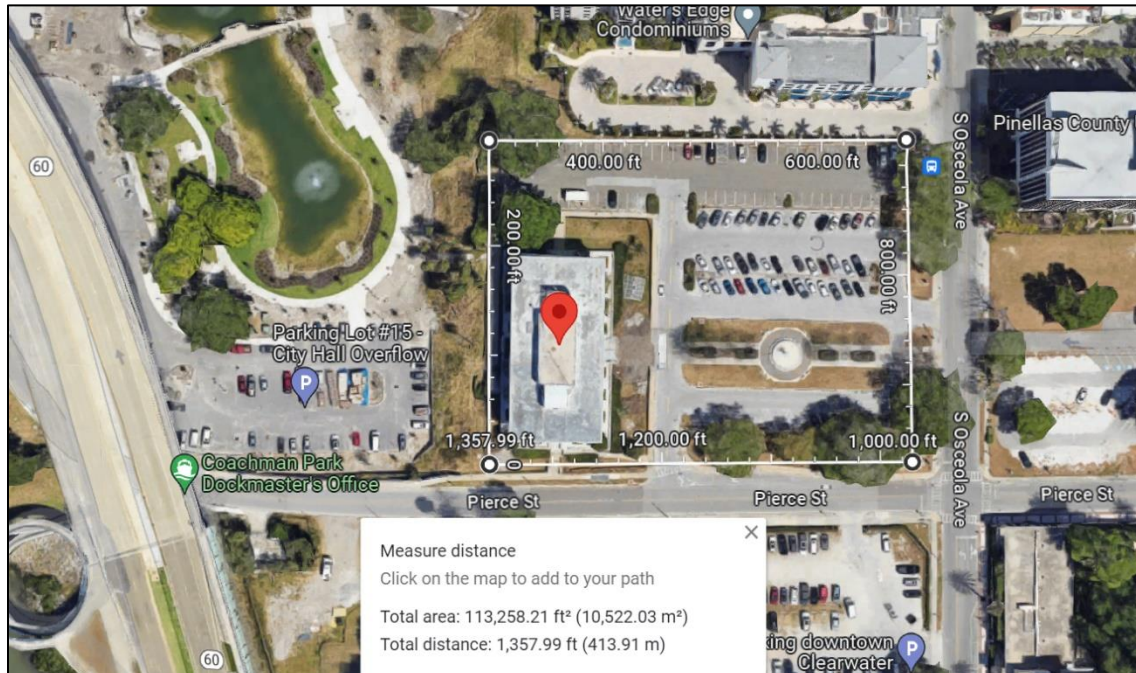 Water's Edge
Condominiums
60
400.00 ft
600.00 ft
S Osceola Ave
Pinellas County
200.00 ft
800.00 ft
Parking Lot #15 -
City Hall Overflow
P
1,357.99 ft
0
1,200.00 ft
1,000.00 ft
S Osceola Ave
Coachman Park
Dockmaster's Office
Pierce St
Pierce St
Pierce St
Measure distance
Click on the map to add to your path
Total area: 113,258.21 ft² (10,522.03 m²)
Total distance: 1,357.99 ft (413.91 m)
60
king downtown
Clearwater
P